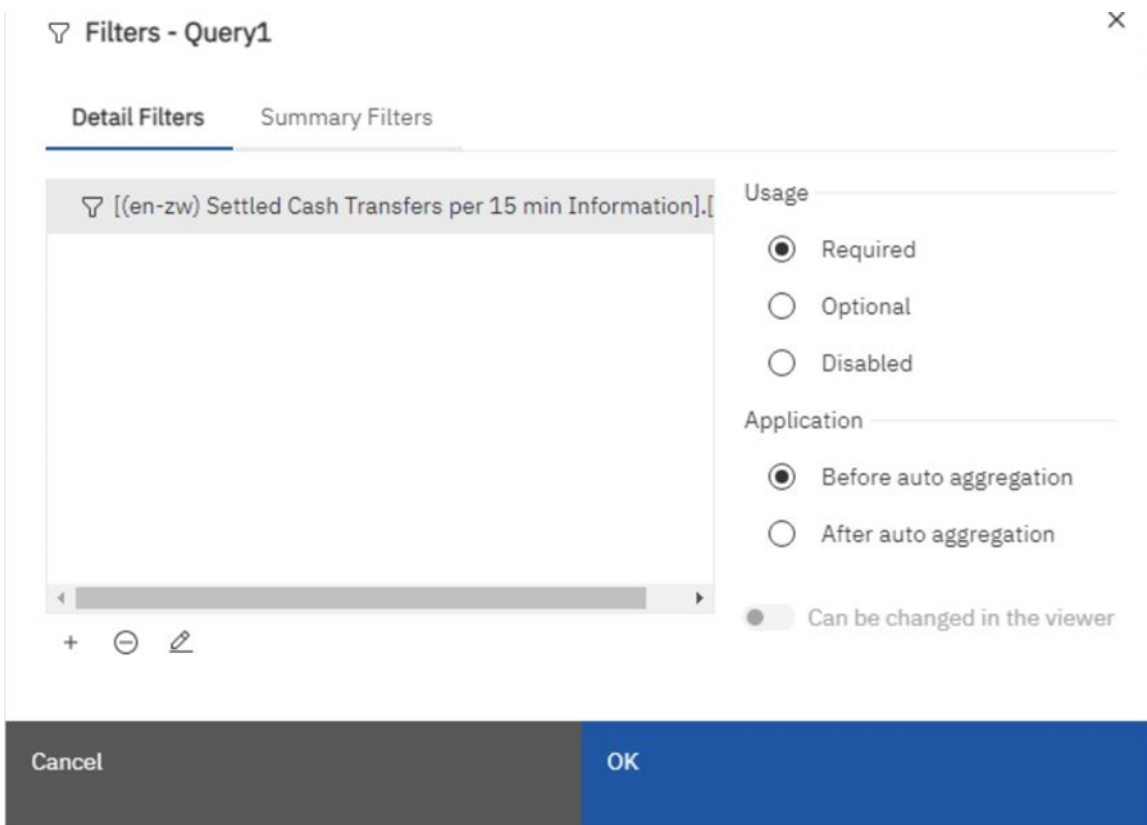 Filters - Query1
Detail Filters Summary Filters
[(en-zw) Settled Cash Transfers per 15 min Information].[
Usage
Required
Optional
Disabled
Application
Before auto aggregation
After auto aggregation
Can be changed in the viewer
Cancel OK